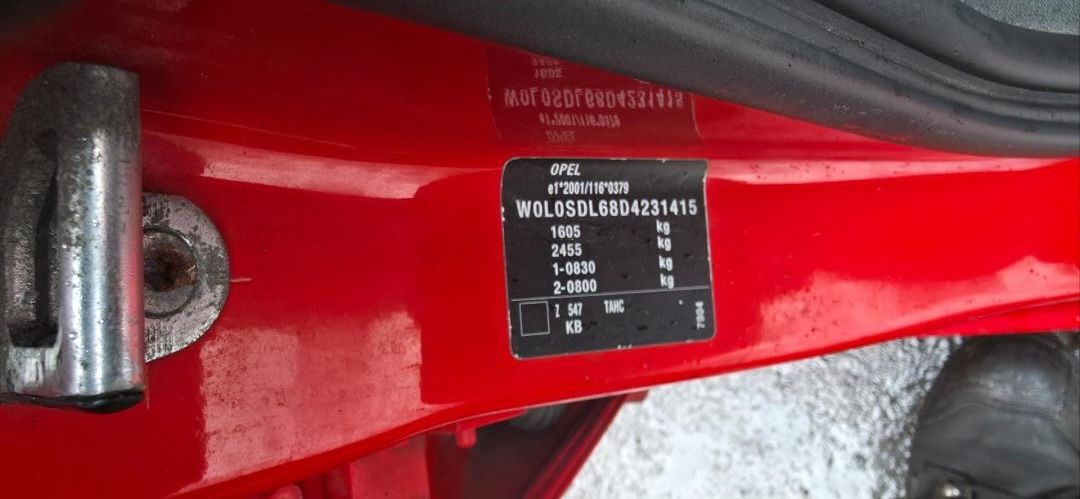 OPEL
e1*2001/116*0379
W0L0SDL68D4231415
1605 kg
2455 kg
1-0830 kg
2-0800 kg
Z 547 TAHC
KB
7904